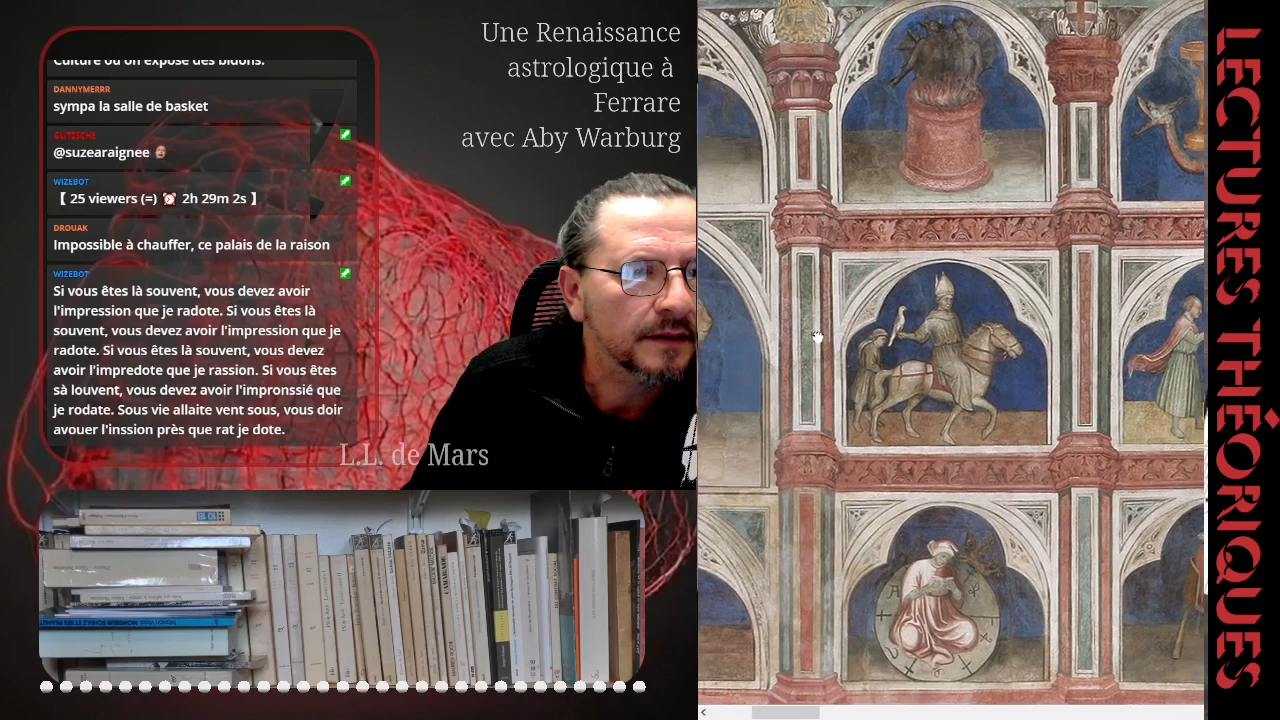 Culture où on expose des bidons.
DANNYMERRR
sympa la salle de basket
GLITZSCHE
@suzearaignee
WIZEBOT
【 25 viewers (=) ⏰ 2h 29m 2s 】
DROUAK
Impossible à chauffer, ce palais de la raison
WIZEBOT
Si vous êtes là souvent, vous devez avoir
l'impression que je radote. Si vous êtes là
souvent, vous devez avoir l'impression que je
radote. Si vous êtes là souvent, vous devez
avoir l'impredote que je rassion. Si vous êtes
sà louvent, vous devez avoir l'impronssié que
je rodate. Sous vie allaite vent sous, vous doir
avouer l'inssion près que rat je dote.
L.L. de Mars
Une Renaissance
astrologique à
Ferrare
avec Aby Warburg
LECTURES THÉORIQUES